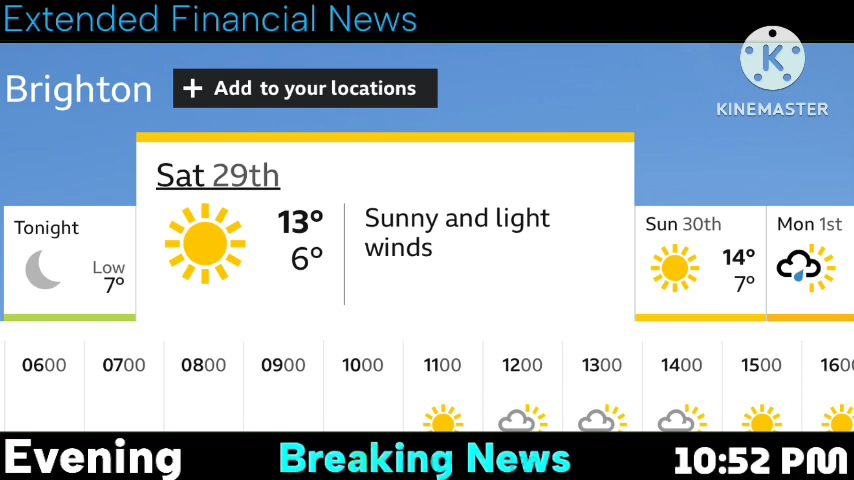 Extended Financial News
Brighton
+ Add to your locations
KINEMASTER
Sat 29th
13°
6°
Sunny and light
winds
Tonight
Low
7°
Sun 30th
14°
7°
Mon 1st
0600 0700 0800 0900 1000 1100 1200 1300 1400 1500
Evening Breaking News 10:52 PM